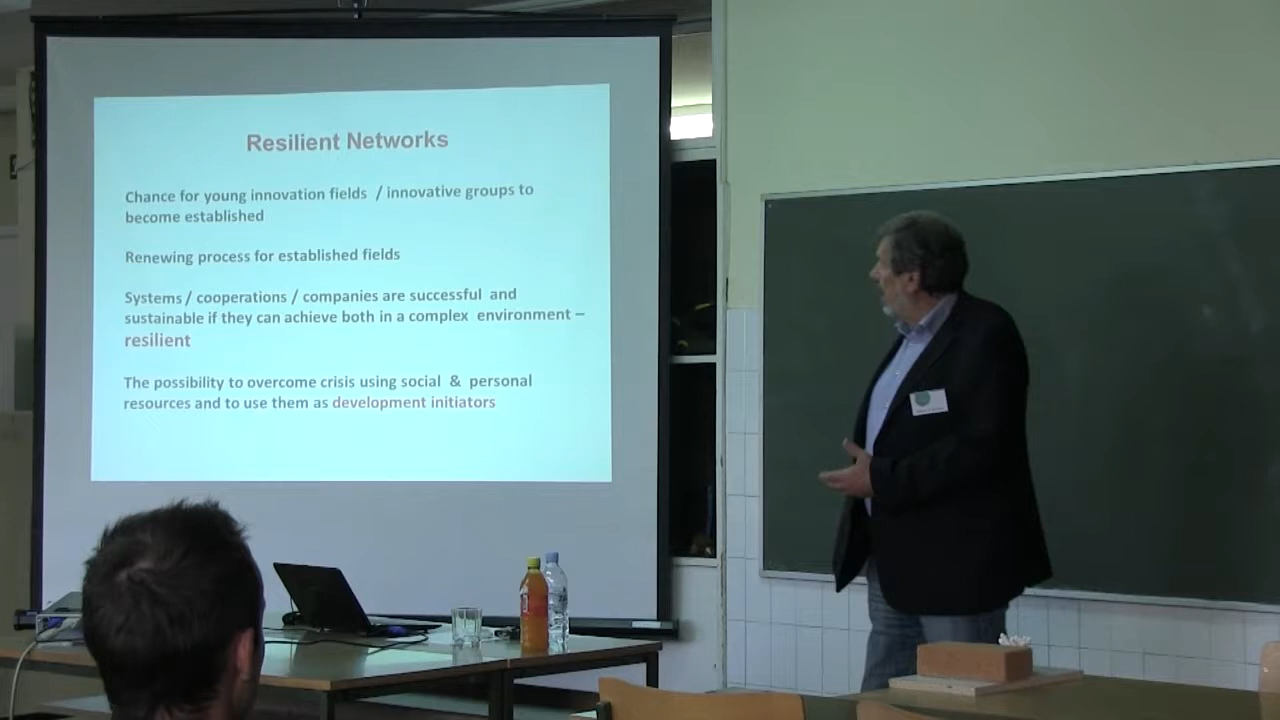 Resilient Networks
Chance for young innovation fields / innovative groups to
become established
Renewing process for established fields
Systems / cooperations / companies are successful and
sustainable if they can achieve both in a complex environment –
resilient
The possibility to overcome crisis using social & personal
resources and to use them as development initiators